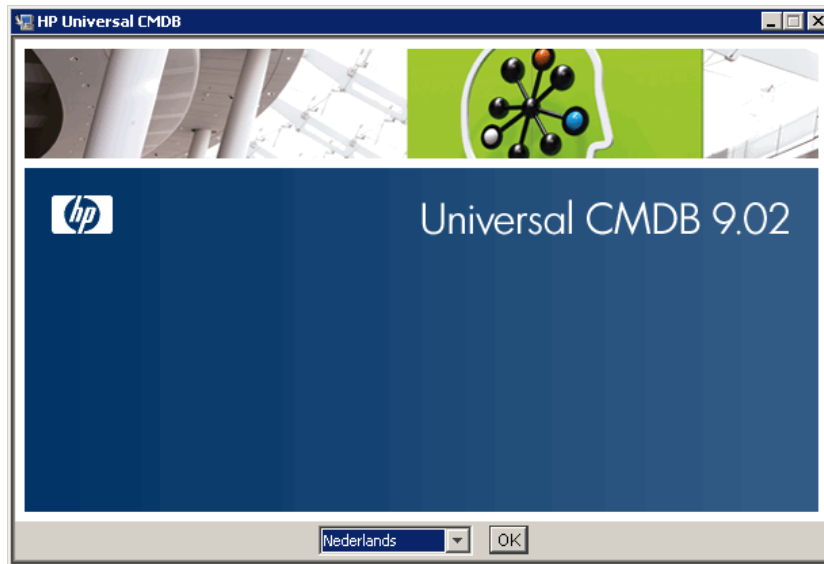 HP Universal CMDB
hp
Universal CMDB 9.02
Nederlands
OK